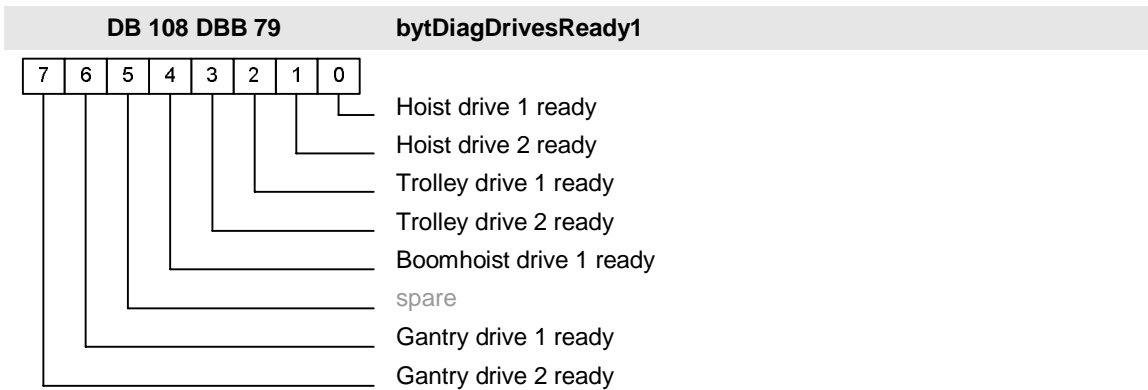 DB 108 DBB 79 bytDiagDrivesReady1
7 6 5 4 3 2 1 0
Hoist drive 1 ready
Hoist drive 2 ready
Trolley drive 1 ready
Trolley drive 2 ready
Boomhoist drive 1 ready
spare
Gantry drive 1 ready
Gantry drive 2 ready